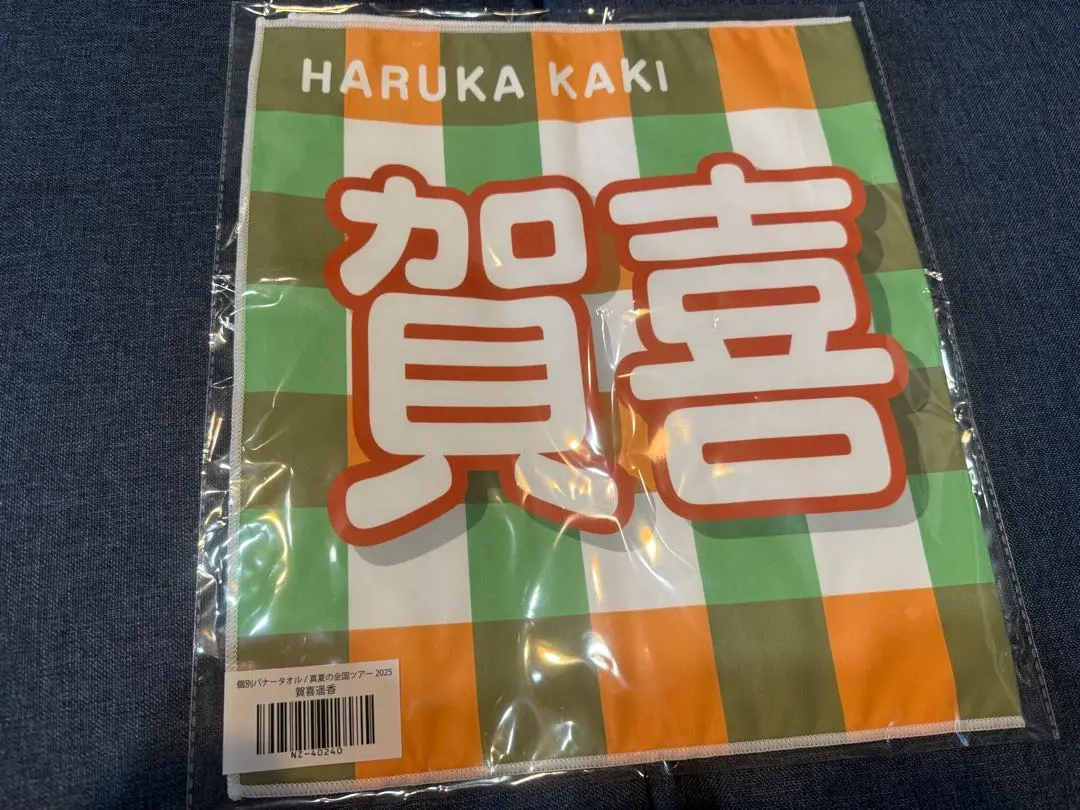 HARUKA KAKI
賀喜
個別バナータオル / 真夏の全国ツアー 2025
賀喜遥香
NZ-40240